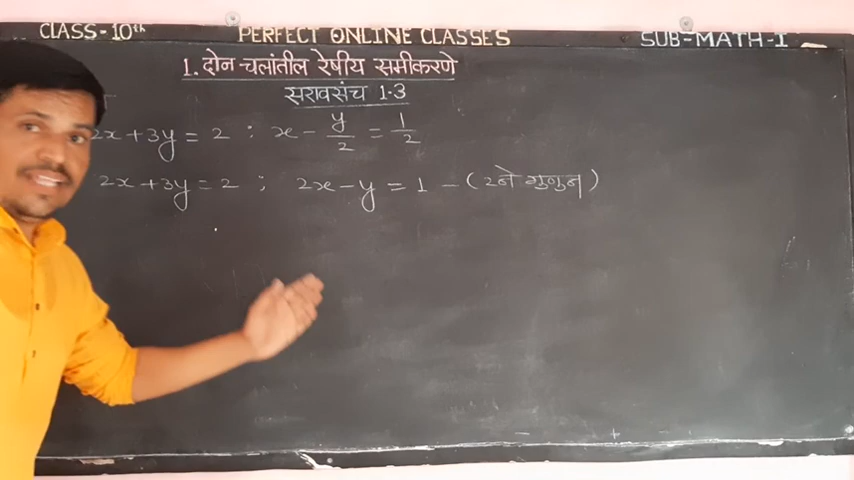 CLASS-10th PERFECT ONLINE CLASSES SUB-MATH-I
1. दोन चलांतील रेषीय समीकरणे
सरावसंच 1.3
2x+3y=2 ; x-y/2=1/2
2x+3y=2 ; 2x-y=1-(2ने गुणुन)